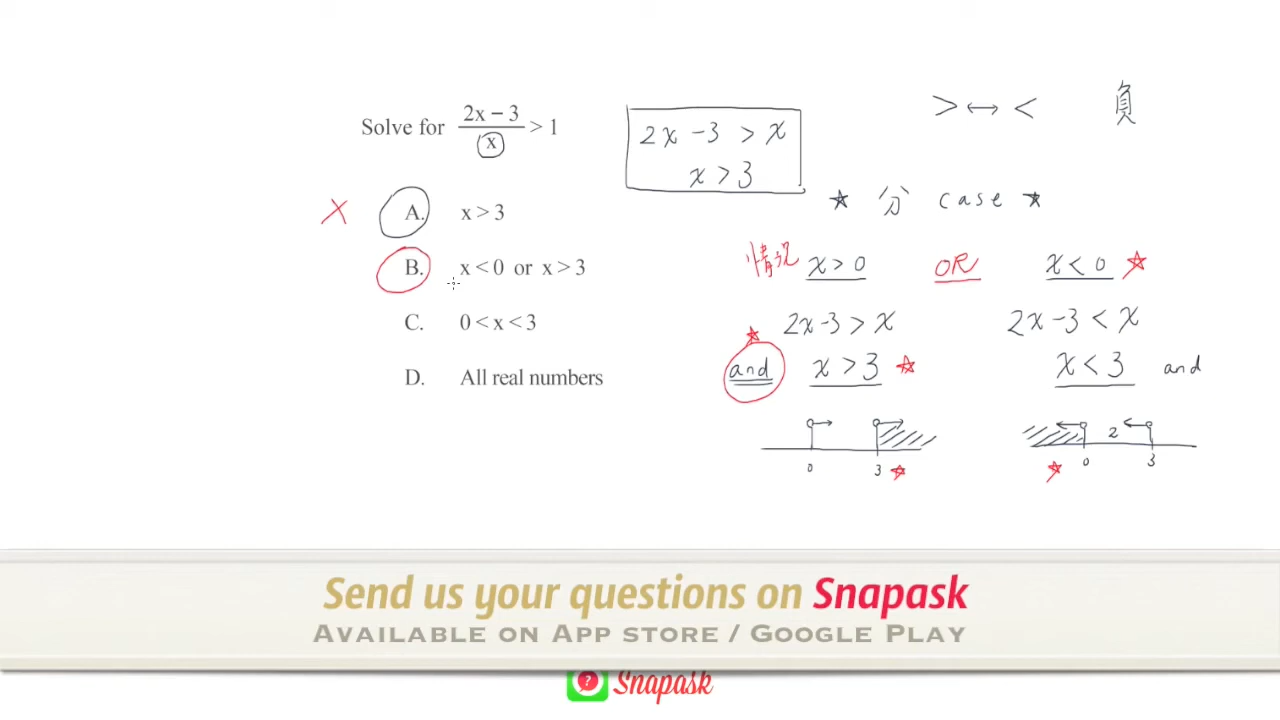 Solve for 2x − 3 / x > 1
2x -3 > x
x > 3
> ↔ < 負
★ 分 case ★
X A. x > 3
B. x < 0 or x > 3
C. 0 < x < 3
D. All real numbers
情況 x > 0 OR x < 0 ☆
2x -3 > x 2x -3 < x
☆ and x > 3 ☆ x < 3 and
2
0 3 ☆ ☆ 0 3
Send us your questions on Snapask
AVAILABLE ON APP STORE / GOOGLE PLAY
? Snapask